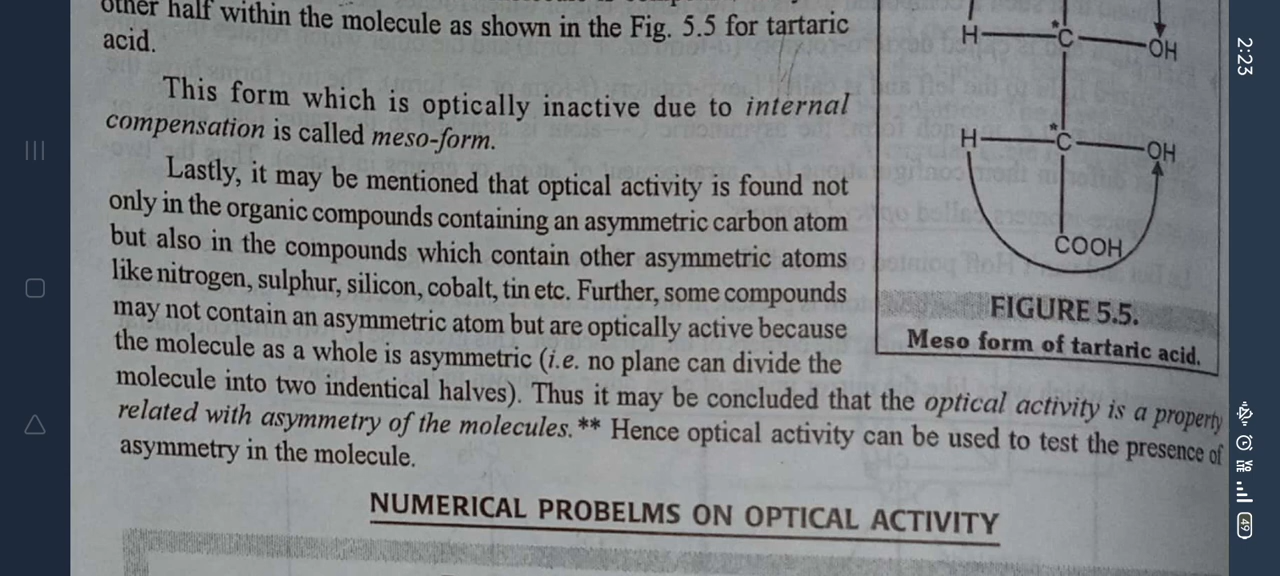 other half within the molecule as shown in the Fig. 5.5 for tartaric
acid.
This form which is optically inactive due to internal
compensation is called meso-form.
Lastly, it may be mentioned that optical activity is found not
only in the organic compounds containing an asymmetric carbon atom
but also in the compounds which contain other asymmetric atoms
like nitrogen, sulphur, silicon, cobalt, tin etc. Further, some compounds
may not contain an asymmetric atom but are optically active because
the molecule as a whole is asymmetric (i.e. no plane can divide the
molecule into two indentical halves). Thus it may be concluded that the optical activity is a property
related with asymmetry of the molecules.** Hence optical activity can be used to test the presence of
asymmetry in the molecule.
H *C OH
H *C OH
COOH
FIGURE 5.5.
Meso form of tartaric acid.
NUMERICAL PROBELMS ON OPTICAL ACTIVITY
2:23
49